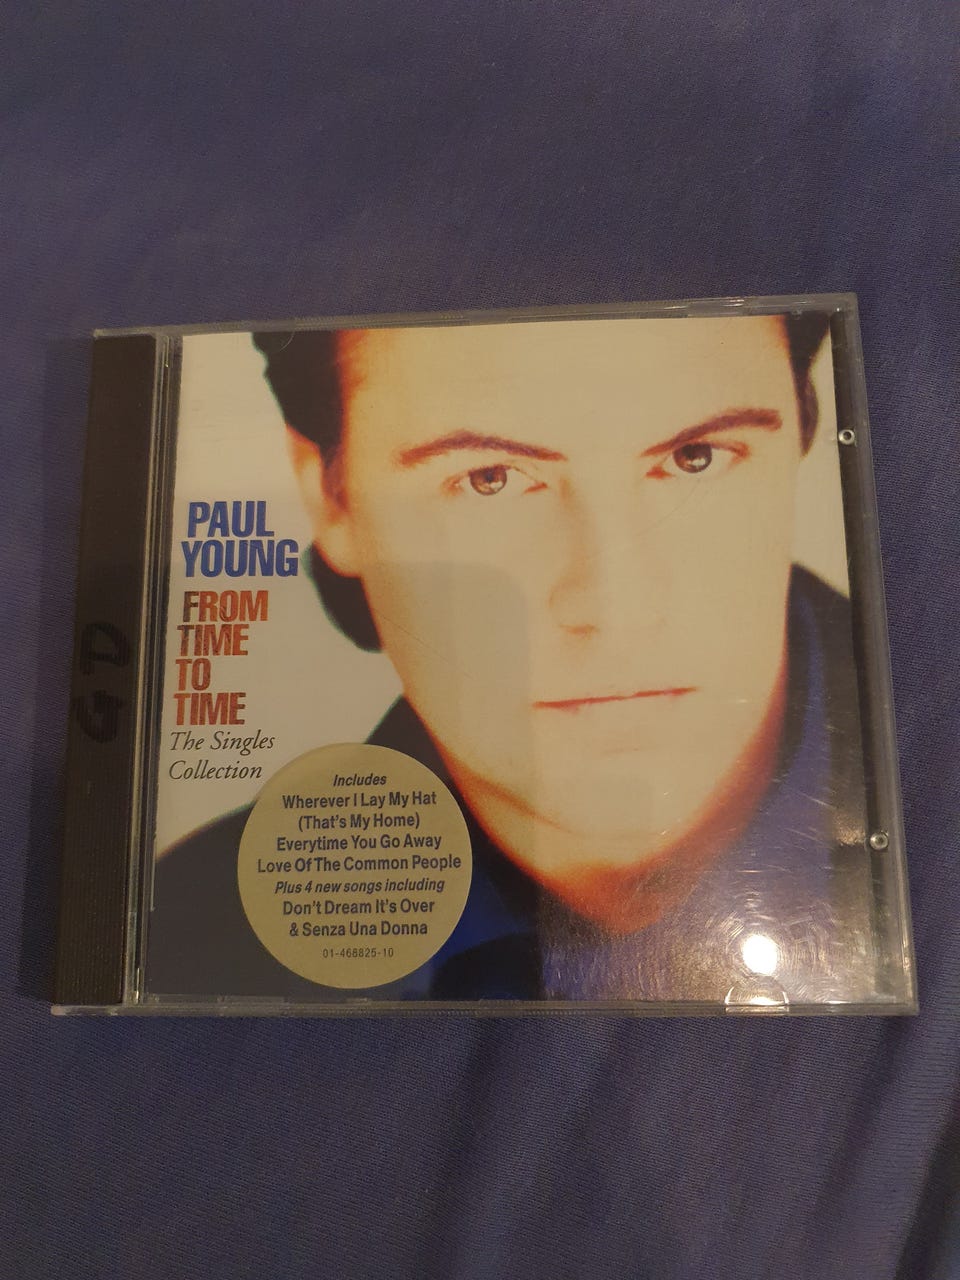 PAUL
YOUNG
FROM
TIME
TO
TIME
The Singles
Collection
Includes
Wherever I Lay My Hat
(That's My Home)
Everytime You Go Away
Love Of The Common People
Plus 4 new songs including
Don't Dream It's Over
& Senza Una Donna
01-468825-10
GD